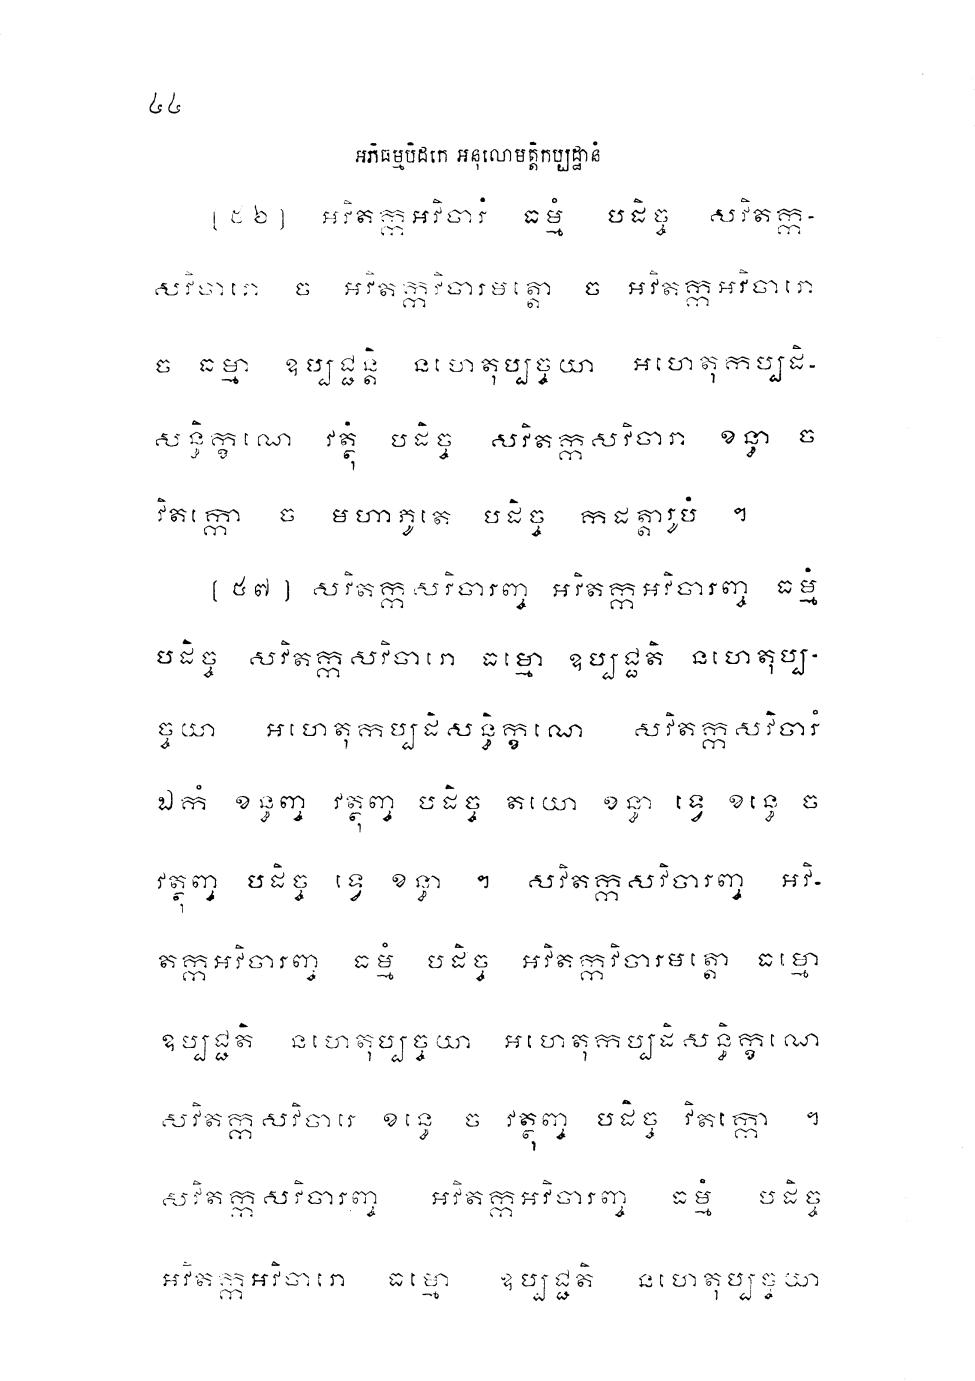 ៤៤
អភិធម្មបិដកេ អនុលោមត្តិកប្បដ្ឋានំ
[៥៦] អវិតក្កអវិចារំ ធម្មំ បដិច្ច សវិតក្ក-
សវិចារោ ច អវិតក្កវិចារមត្តោ ច អវិតក្កអវិចារោ
ច ធម្មា ឧប្បជ្ជន្តិ នហេតុប្បច្ចយា អហេតុកប្បដិ-
សន្ធិក្ខណេ វត្ថុំ បដិច្ច សវិតក្កសវិចារា ខន្ធា ច
វិតក្កោ ច មហាភូតេ បដិច្ច កដត្តារូបំ ។
[៥៧] សវិតក្កសវិចារញ្ច អវិតក្កអវិចារញ្ច ធម្មំ
បដិច្ច សវិតក្កសវិចារោ ធម្មោ ឧប្បជ្ជតិ នហេតុប្ប-
ច្ចយា អហេតុកប្បដិសន្ធិក្ខណេ សវិតក្កសវិចារំ
ឯកំ ខន្ធញ្ច វត្ថុញ្ច បដិច្ច តយោ ខន្ធា ទ្វេ ខន្ធេ ច
វត្ថុញ្ច បដិច្ច ទ្វេ ខន្ធា ។ សវិតក្កសវិចារញ្ច អវិ-
តក្កអវិចារញ្ច ធម្មំ បដិច្ច អវិតក្កវិចារមត្តោ ធម្មោ
ឧប្បជ្ជតិ នហេតុប្បច្ចយា អហេតុកប្បដិសន្ធិក្ខណេ
សវិតក្កសវិចារេ ខន្ធេ ច វត្ថុញ្ច បដិច្ច វិតក្កោ ។
សវិតក្កសវិចារញ្ច អវិតក្កអវិចារញ្ច ធម្មំ បដិច្ច
អវិតក្កអវិចារោ ធម្មោ ឧប្បជ្ជតិ នហេតុប្បច្ចយា